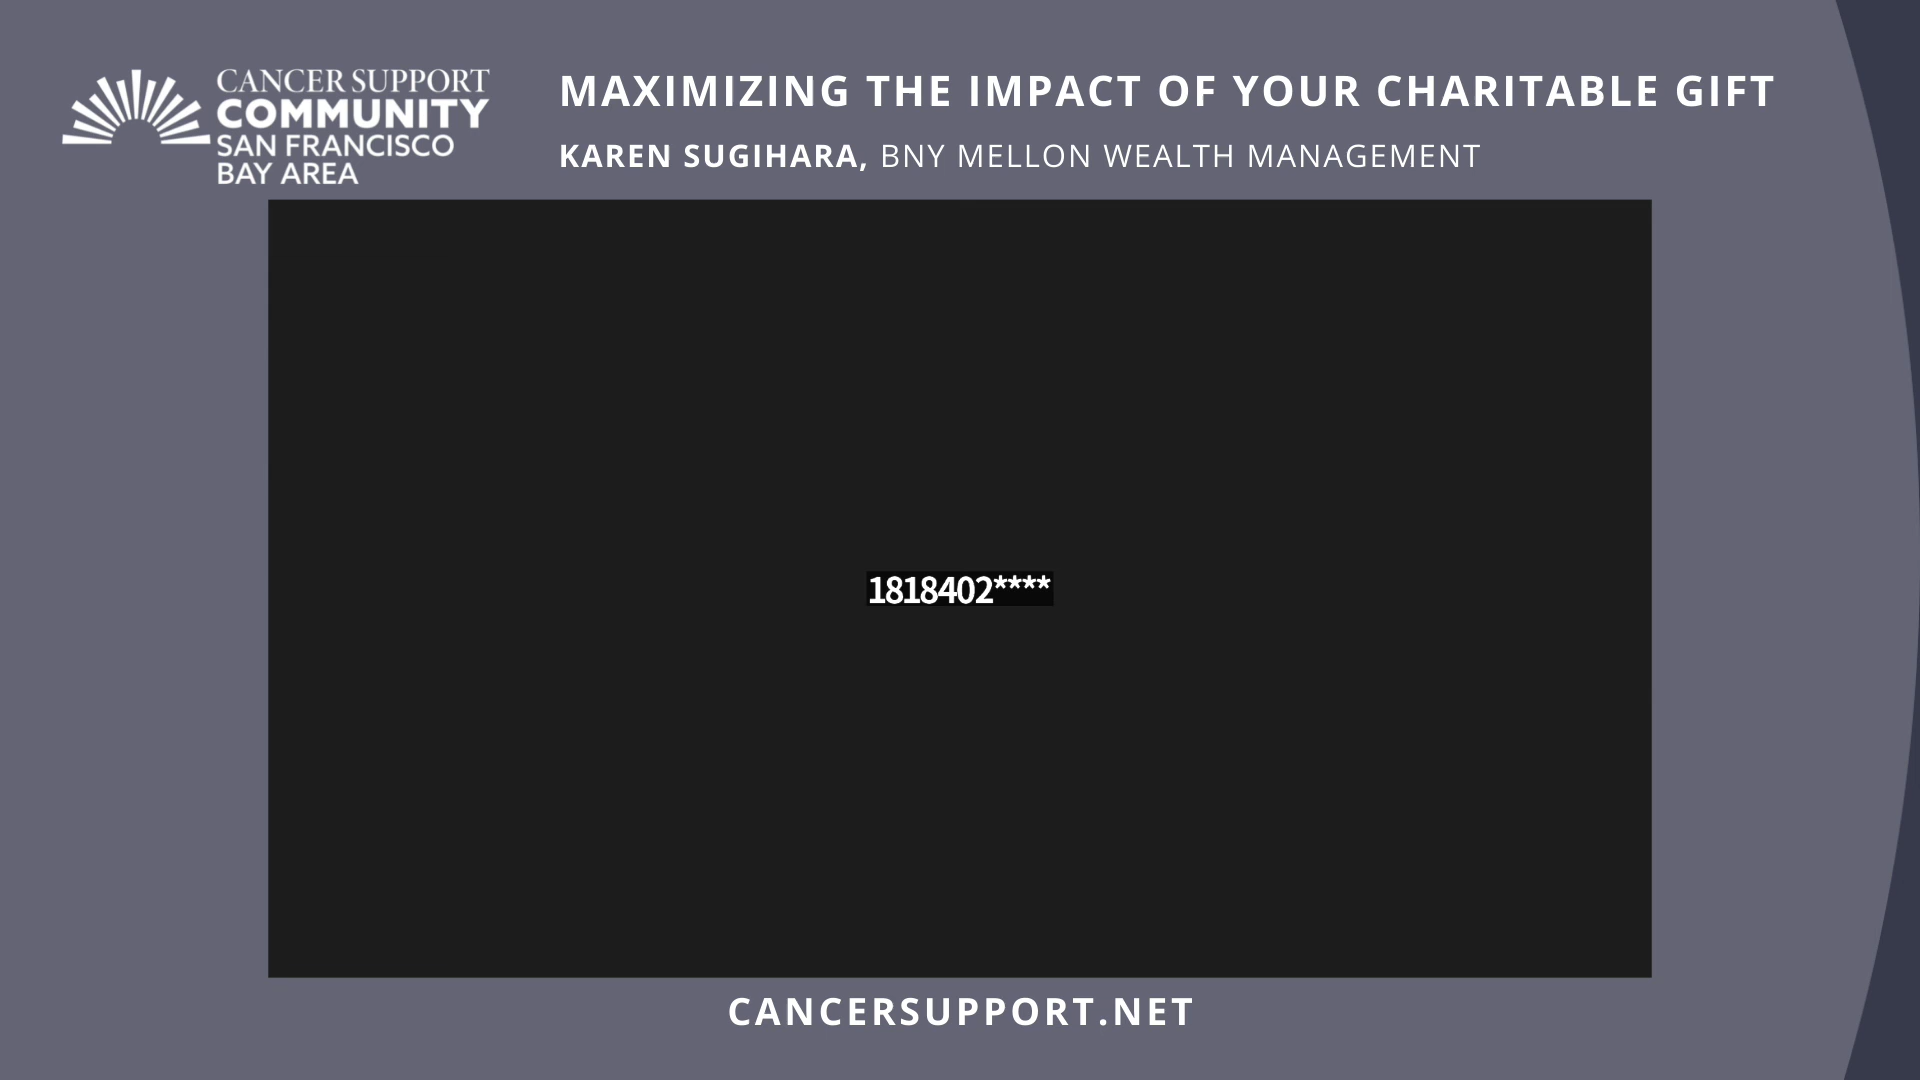 CANCER SUPPORT
COMMUNITY
SAN FRANCISCO
BAY AREA
MAXIMIZING THE IMPACT OF YOUR CHARITABLE GIFT
KAREN SUGIHARA, BNY MELLON WEALTH MANAGEMENT
1818402****
CANCERSUPPORT.NET